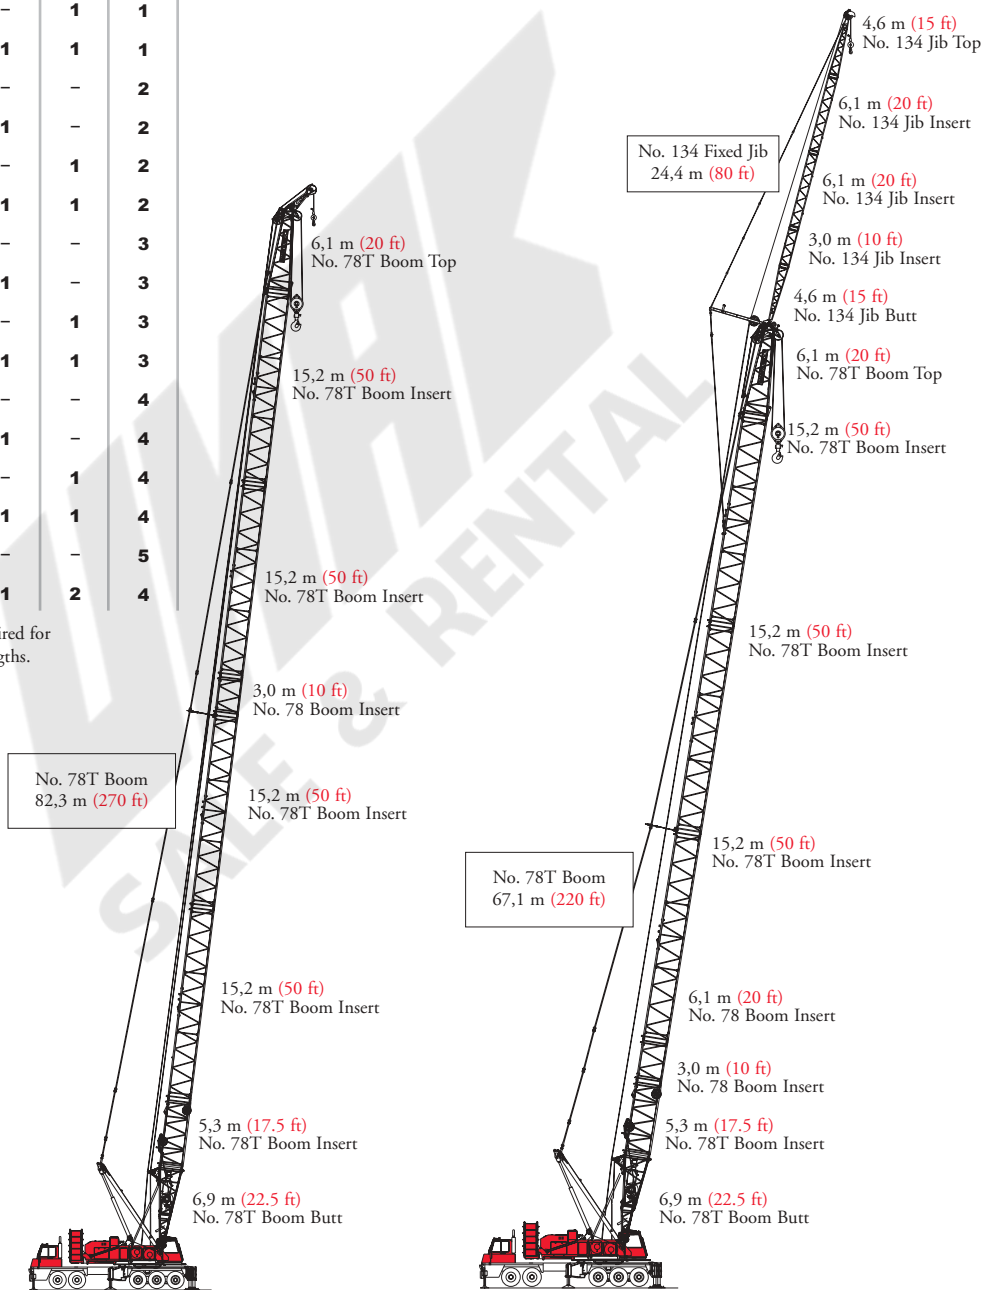 – 1 1
1 1 1
– – 2
1 – 2
– 1 2
1 1 2
– – 3
1 – 3
– 1 3
1 1 3
– – 4
1 – 4
– 1 4
1 1 4
– – 5
1 2 4
ired for
gths.
6,1 m (20 ft)
No. 78T Boom Top
15,2 m (50 ft)
No. 78T Boom Insert
15,2 m (50 ft)
No. 78T Boom Insert
3,0 m (10 ft)
No. 78 Boom Insert
No. 78T Boom
82,3 m (270 ft)
15,2 m (50 ft)
No. 78T Boom Insert
15,2 m (50 ft)
No. 78T Boom Insert
5,3 m (17.5 ft)
No. 78T Boom Insert
6,9 m (22.5 ft)
No. 78T Boom Butt
4,6 m (15 ft)
No. 134 Jib Top
6,1 m (20 ft)
No. 134 Jib Insert
No. 134 Fixed Jib
24,4 m (80 ft)
6,1 m (20 ft)
No. 134 Jib Insert
3,0 m (10 ft)
No. 134 Jib Insert
4,6 m (15 ft)
No. 134 Jib Butt
6,1 m (20 ft)
No. 78T Boom Top
15,2 m (50 ft)
No. 78T Boom Insert
15,2 m (50 ft)
No. 78T Boom Insert
15,2 m (50 ft)
No. 78T Boom Insert
No. 78T Boom
67,1 m (220 ft)
6,1 m (20 ft)
No. 78 Boom Insert
3,0 m (10 ft)
No. 78 Boom Insert
5,3 m (17.5 ft)
No. 78T Boom Insert
6,9 m (22.5 ft)
No. 78T Boom Butt
SALE & RENTAL